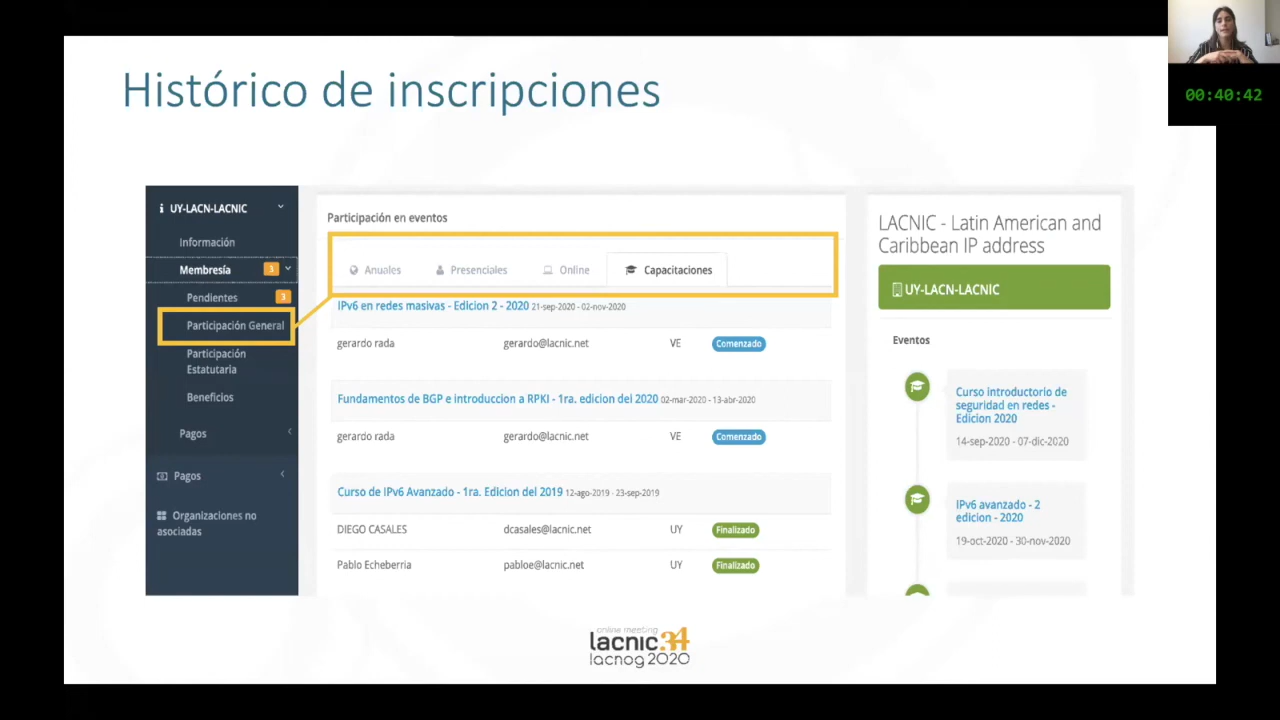 Histórico de inscripciones
00:40:42
UY-LACN-LACNIC
Información
Membresía 3
Pendientes 3
Participación General
Participación
Estatutaria
Beneficios
Pagos
Pagos
Organizaciones no
asociadas
Participación en eventos
Anuales Presenciales Online Capacitaciones
IPv6 en redes masivas - Edicion 2 - 2020 21-sep-2020 - 02-nov-2020
gerardo rada gerardo@lacnic.net VE Comenzado
Fundamentos de BGP e introduccion a RPKI - 1ra. edicion del 2020 02-mar-2020 - 13-abr-2020
gerardo rada gerardo@lacnic.net VE Comenzado
Curso de IPv6 Avanzado - 1ra. Edicion del 2019 12-ago-2019 - 23-sep-2019
DIEGO CASALES dcasales@lacnic.net UY Finalizado
Pablo Echeberria pabloe@lacnic.net UY Finalizado
LACNIC - Latin American and
Caribbean IP address
UY-LACN-LACNIC
Eventos
Curso introductorio de
seguridad en redes -
Edicion 2020
14-sep-2020 - 07-dic-2020
IPv6 avanzado - 2
edicion - 2020
19-oct-2020 - 30-nov-2020
online meeting
lacnic 34
lacnog 2020